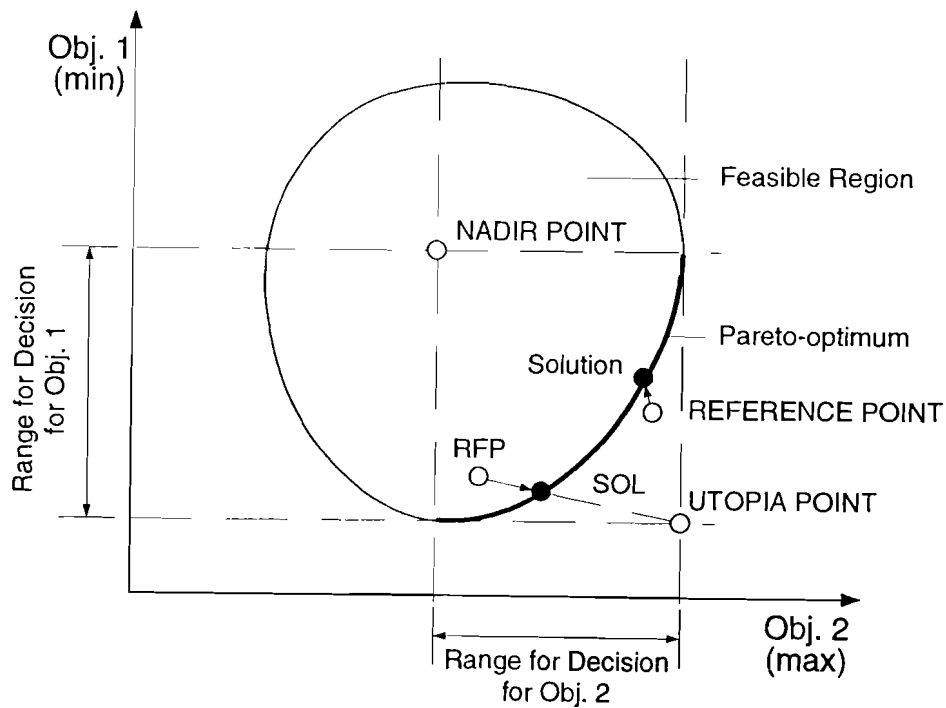 Obj. 1
(min)
Feasible Region
NADIR POINT
Range for Decision
for Obj. 1
Pareto-optimum
Solution
REFERENCE POINT
RFP
SOL
UTOPIA POINT
Obj. 2
(max)
Range for Decision
for Obj. 2